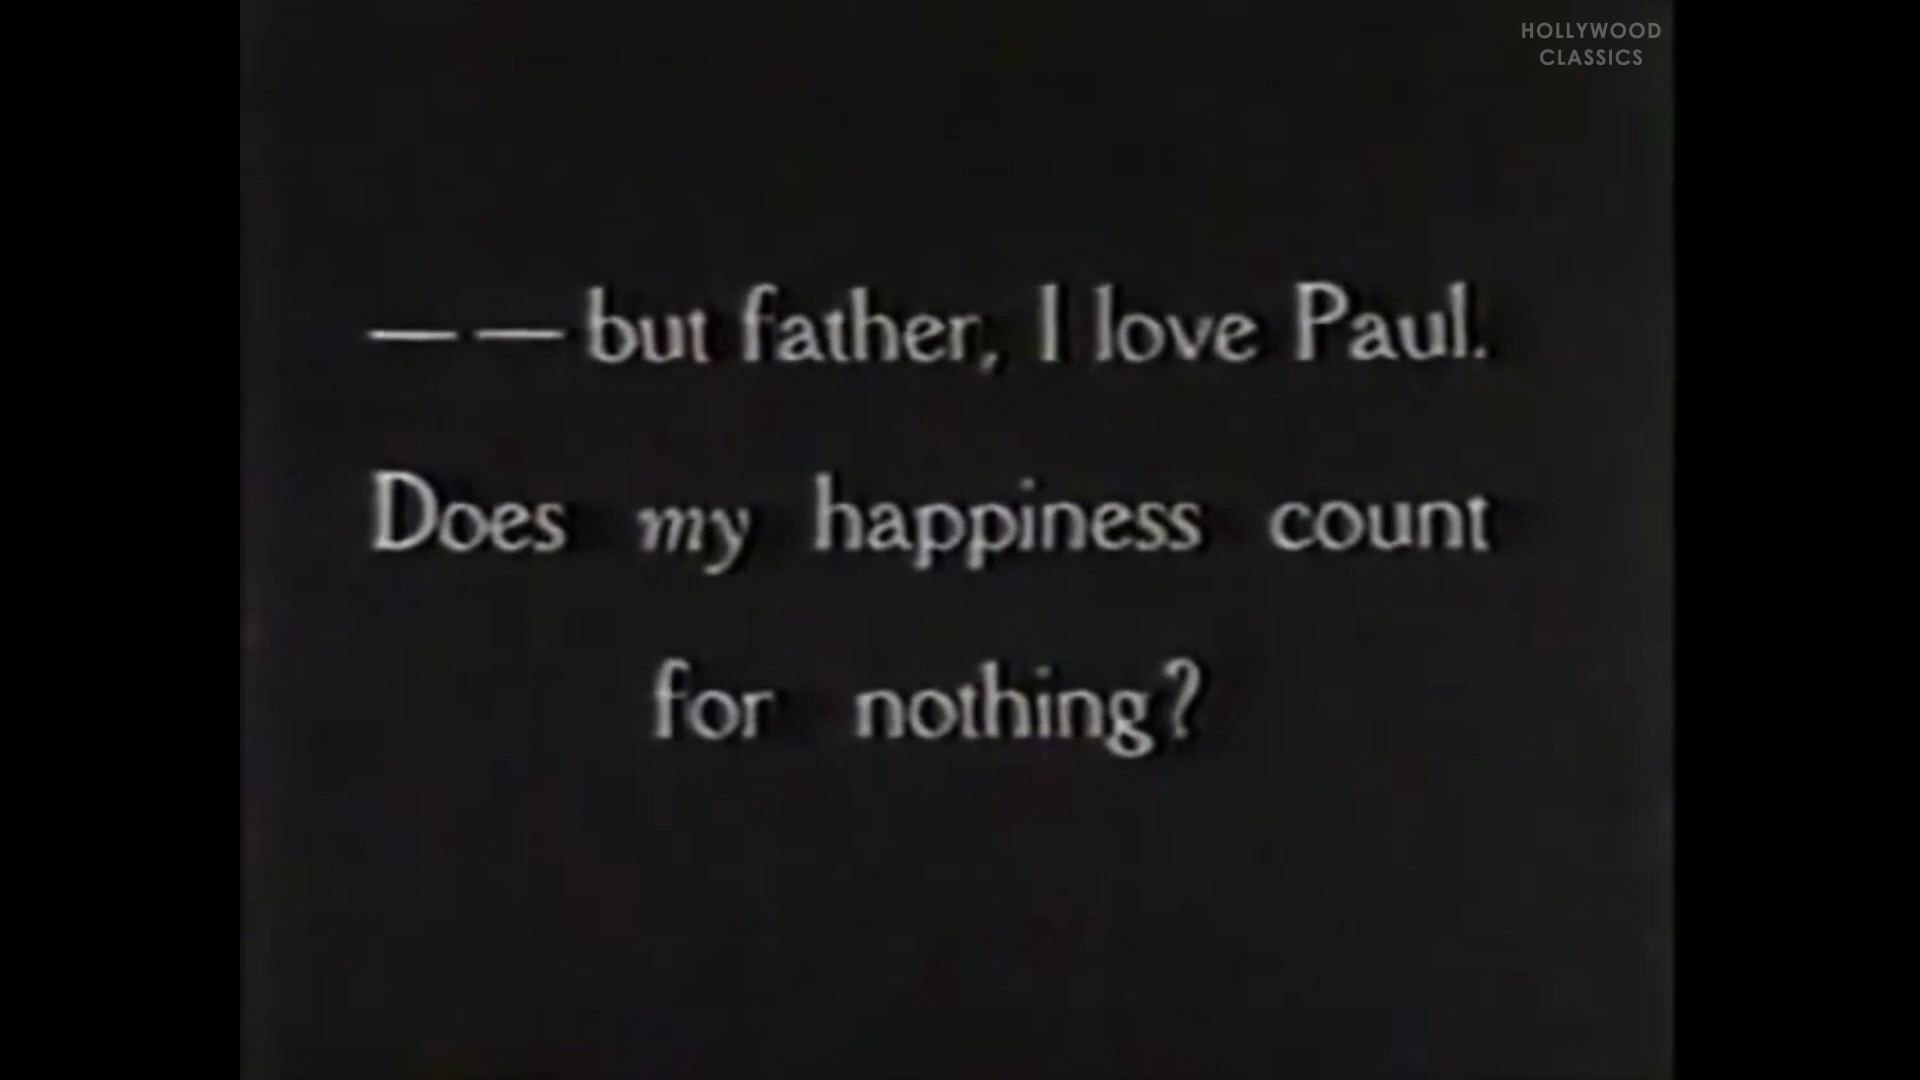 HOLLYWOOD
CLASSICS
— — but father, I love Paul.
Does my happiness count
for nothing?